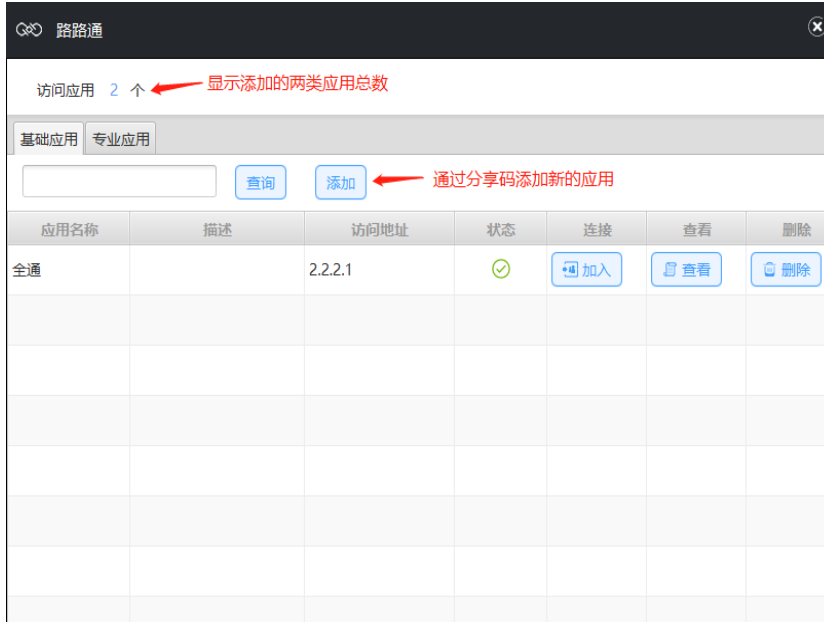 路路通
访问应用 2 个 显示添加的两类应用总数
基础应用 专业应用
查询 添加 通过分享码添加新的应用
应用名称 描述 访问地址 状态 连接 查看 删除
全通 2.2.2.1 加入 查看 删除